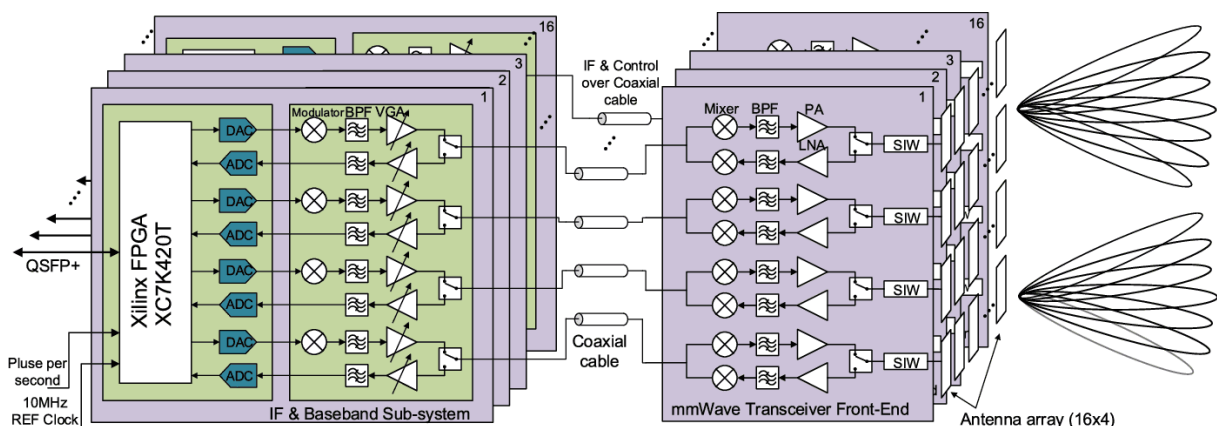 16
3
2
1
Modulator BPF VGA
DAC
ADC
DAC
ADC
DAC
ADC
DAC
ADC
Xilinx FPGA
XC7K420T
QSFP+
Pluse per
second
10MHz
REF Clock
IF & Baseband Sub-system
IF & Control
over Coaxial
cable
Coaxial
cable
16
3
2
1
Mixer BPF PA
LNA
SIW
SIW
SIW
SIW
d
mmWave Transceiver Front-End
Antenna array (16x4)